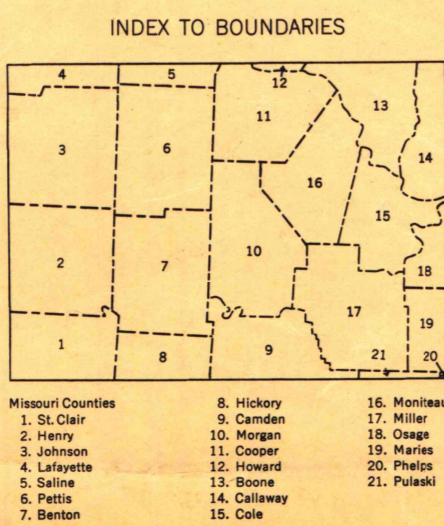 INDEX TO BOUNDARIES
4
5
12
13
11
3
6
14
16
15
10
2
7
18
17
19
1
8
9
21
20
Missouri Counties
1. St. Clair
2. Henry
3. Johnson
4. Lafayette
5. Saline
6. Pettis
7. Benton
8. Hickory
9. Camden
10. Morgan
11. Cooper
12. Howard
13. Boone
14. Callaway
15. Cole
16. Moniteau
17. Miller
18. Osage
19. Maries
20. Phelps
21. Pulaski